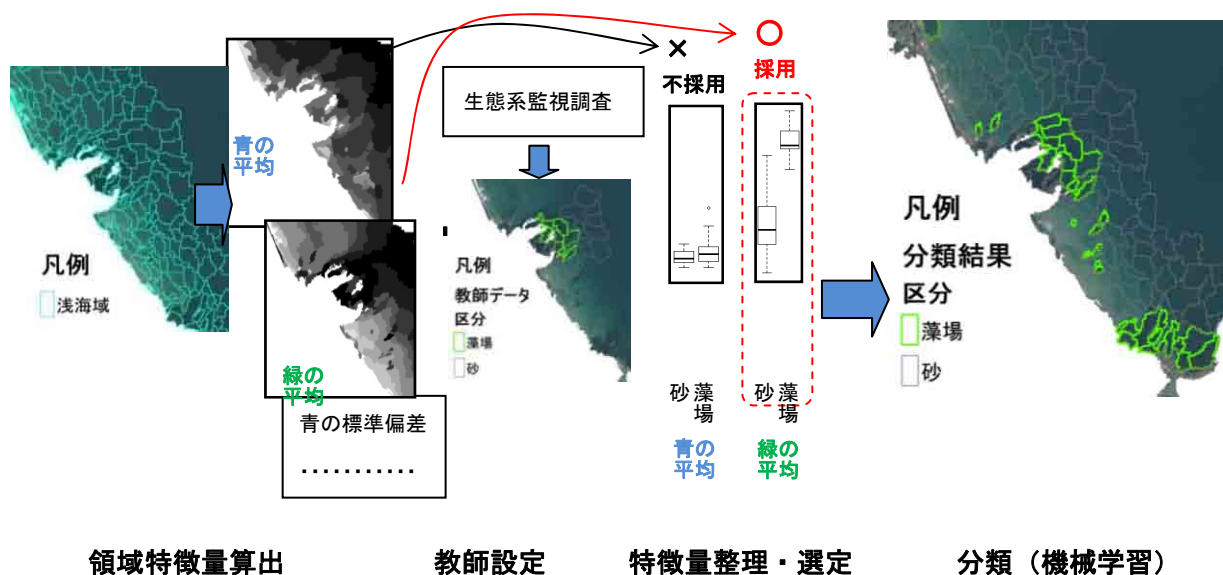 凡例
浅海域
青の
平均
緑の
平均
青の標準偏差
・・・・・・・・・・・
生態系監視調査
凡例
教師データ
区分
藻場
砂
×
不採用
○
採用
砂
藻場
青の
平均
砂
藻場
緑の
平均
凡例
分類結果
区分
藻場
砂
領域特徴量算出
教師設定
特徴量整理・選定
分類（機械学習）